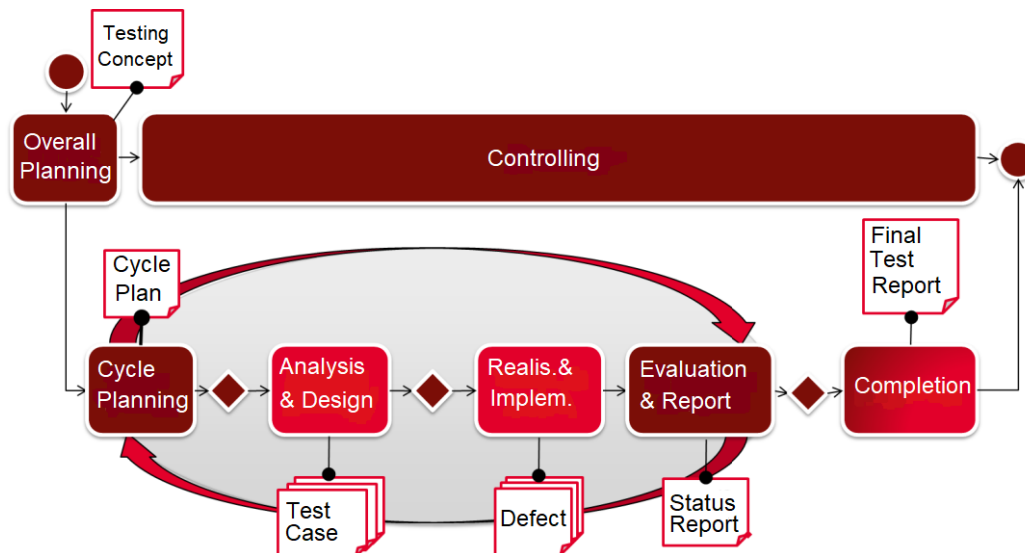 Testing
Concept
Overall
Planning
Controlling
Cycle
Plan
Final
Test
Report
Cycle
Planning
Analysis
& Design
Realis.&
Implem.
Evaluation
& Report
Completion
Test
Case
Defect
Status
Report